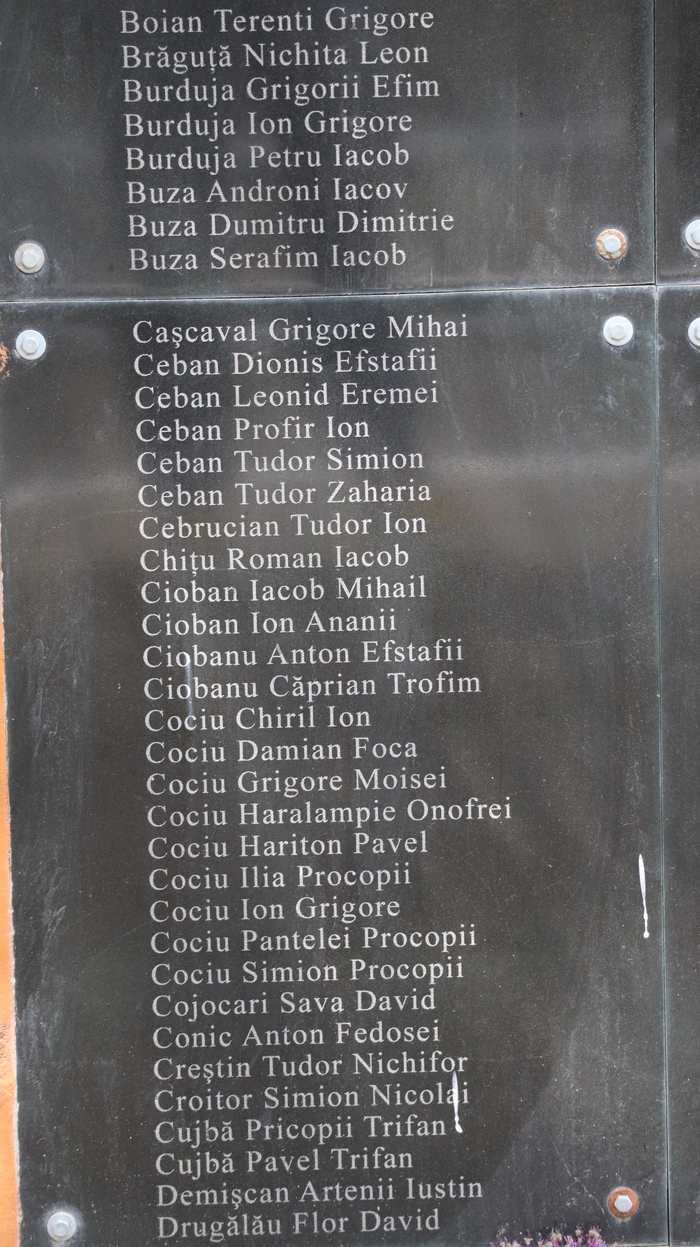 Boian Terenti Grigore
Brăguță Nichita Leon
Burduja Grigorii Efim
Burduja Ion Grigore
Burduja Petru Iacob
Buza Androni Iacov
Buza Dumitru Dimitrie
Buza Serafim Iacob
Cașcaval Grigore Mihai
Ceban Dionis Efstafii
Ceban Leonid Eremei
Ceban Profir Ion
Ceban Tudor Simion
Ceban Tudor Zaharia
Cebrucian Tudor Ion
Chițu Roman Iacob
Cioban Iacob Mihail
Cioban Ion Ananii
Ciobanu Anton Efstafii
Ciobanu Căprian Trofim
Cociu Chiril Ion
Cociu Damian Foca
Cociu Grigore Moisei
Cociu Haralampie Onofrei
Cociu Hariton Pavel
Cociu Ilia Procopii
Cociu Ion Grigore
Cociu Pantelei Procopii
Cociu Simion Procopii
Cojocari Sava David
Conic Anton Fedosei
Creștin Tudor Nichifor
Croitor Simion Nicolai
Cujbă Pricopii Trifan
Cujbă Pavel Trifan
Demișcan Artenii Iustin
Drugălău Flor David